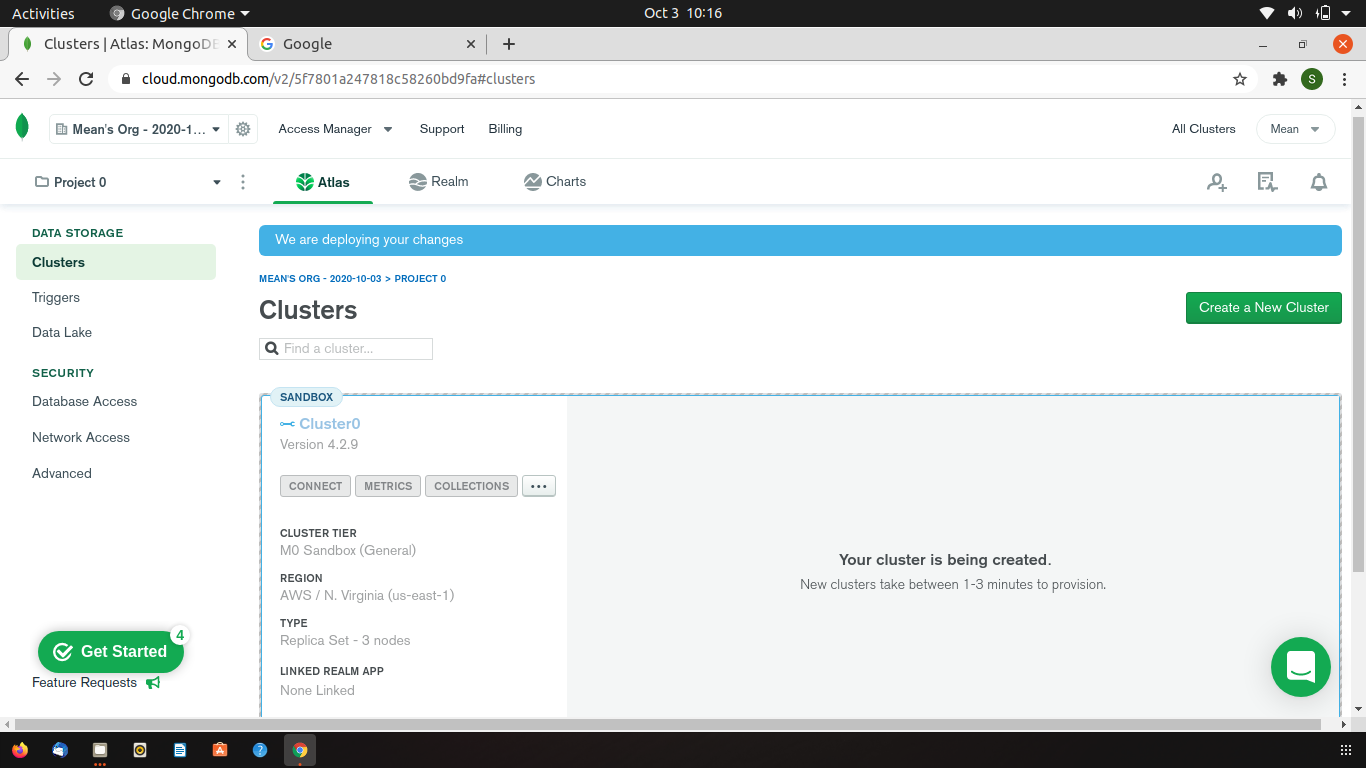 Activities
Google Chrome
Oct 3 10:16
Clusters | Atlas: MongoDB
Google
cloud.mongodb.com/v2/5f7801a247818c58260bd9fa#clusters
S
Mean's Org - 2020-1...
Access Manager
Support
Billing
All Clusters
Mean
Project 0
Atlas
Realm
Charts
DATA STORAGE
Clusters
Triggers
Data Lake
SECURITY
Database Access
Network Access
Advanced
4
Get Started
Feature Requests
We are deploying your changes
MEAN'S ORG - 2020-10-03 > PROJECT 0
Clusters
Create a New Cluster
Find a cluster...
SANDBOX
Cluster0
Version 4.2.9
CONNECT
METRICS
COLLECTIONS
...
CLUSTER TIER
M0 Sandbox (General)
REGION
AWS / N. Virginia (us-east-1)
TYPE
Replica Set - 3 nodes
LINKED REALM APP
None Linked
Your cluster is being created.
New clusters take between 1-3 minutes to provision.